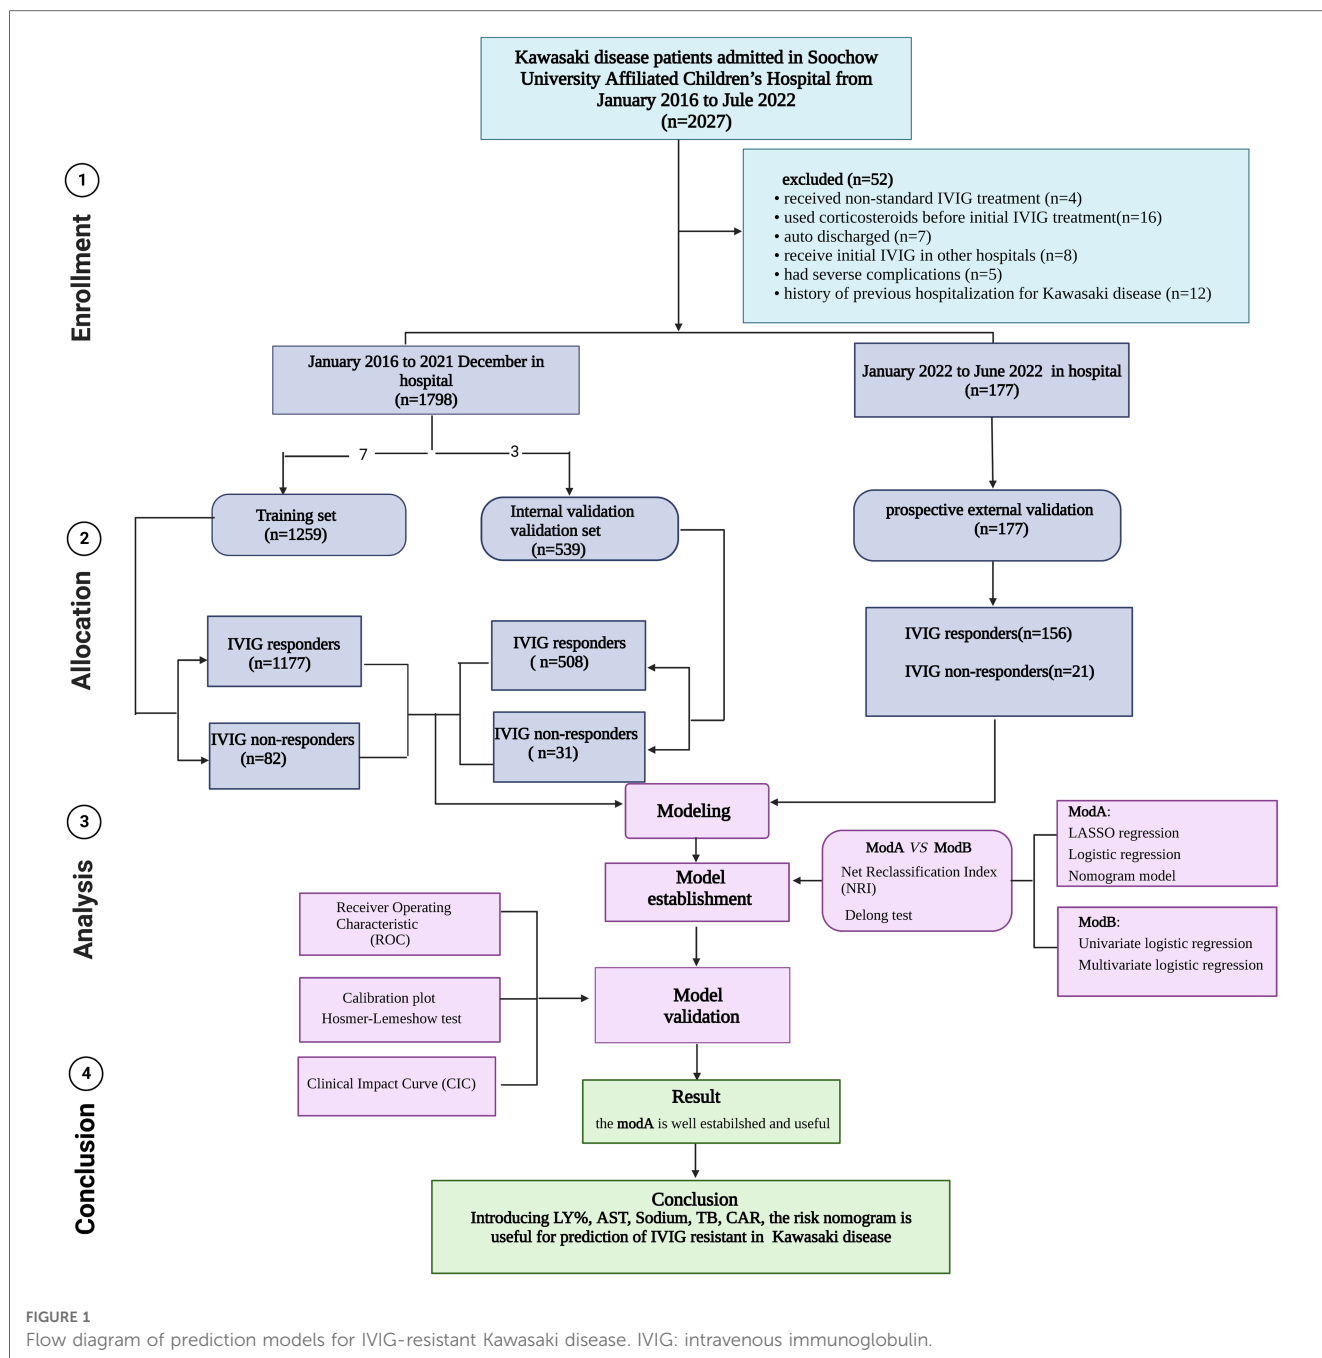 Kawasaki disease patients admitted in Soochow
University Affiliated Children's Hospital from
January 2016 to Jule 2022
(n=2027)
1
Enrollment
excluded (n=52)
• received non-standard IVIG treatment (n=4)
• used corticosteroids before initial IVIG treatment(n=16)
• auto discharged (n=7)
• receive initial IVIG in other hospitals (n=8)
• had severse complications (n=5)
• history of previous hospitalization for Kawasaki disease (n=12)
January 2016 to 2021 December in
hospital
(n=1798)
January 2022 to June 2022 in hospital
(n=177)
7
3
2
Allocation
Training set
(n=1259)
Internal validation
validation set
(n=539)
prospective external validation
(n=177)
IVIG responders
(n=1177)
IVIG non-responders
(n=82)
IVIG responders
( n=508)
IVIG non-responders
( n=31)
IVIG responders(n=156)
IVIG non-responders(n=21)
3
Analysis
Modeling
Model
establishment
ModA VS ModB
Net Reclassification Index
(NRI)
Delong test
ModA:
LASSO regression
Logistic regression
Nomogram model
ModB:
Univariate logistic regression
Multivariate logistic regression
Receiver Operating
Characteristic
(ROC)
Calibration plot
Hosmer-Lemeshow test
Clinical Impact Curve (CIC)
Model
validation
4
Conclusion
Result
the modA is well estabilshed and useful
Conclusion
Introducing LY%, AST, Sodium, TB, CAR, the risk nomogram is
useful for prediction of IVIG resistant in Kawasaki disease
FIGURE 1
Flow diagram of prediction models for IVIG-resistant Kawasaki disease. IVIG: intravenous immunoglobulin.